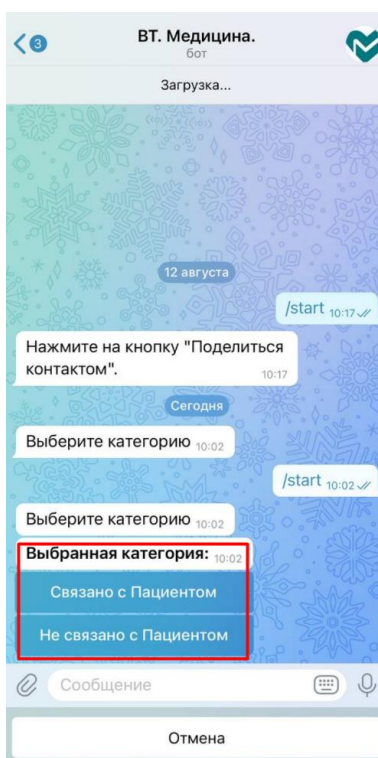 3
ВТ. Медицина.
бот
Загрузка...
12 августа
/start 10:17
Нажмите на кнопку "Поделиться
контактом". 10:17
Сегодня
Выберите категорию 10:02
/start 10:02
Выберите категорию 10:02
Выбранная категория: 10:02
Связано с Пациентом
Не связано с Пациентом
Сообщение
Отмена